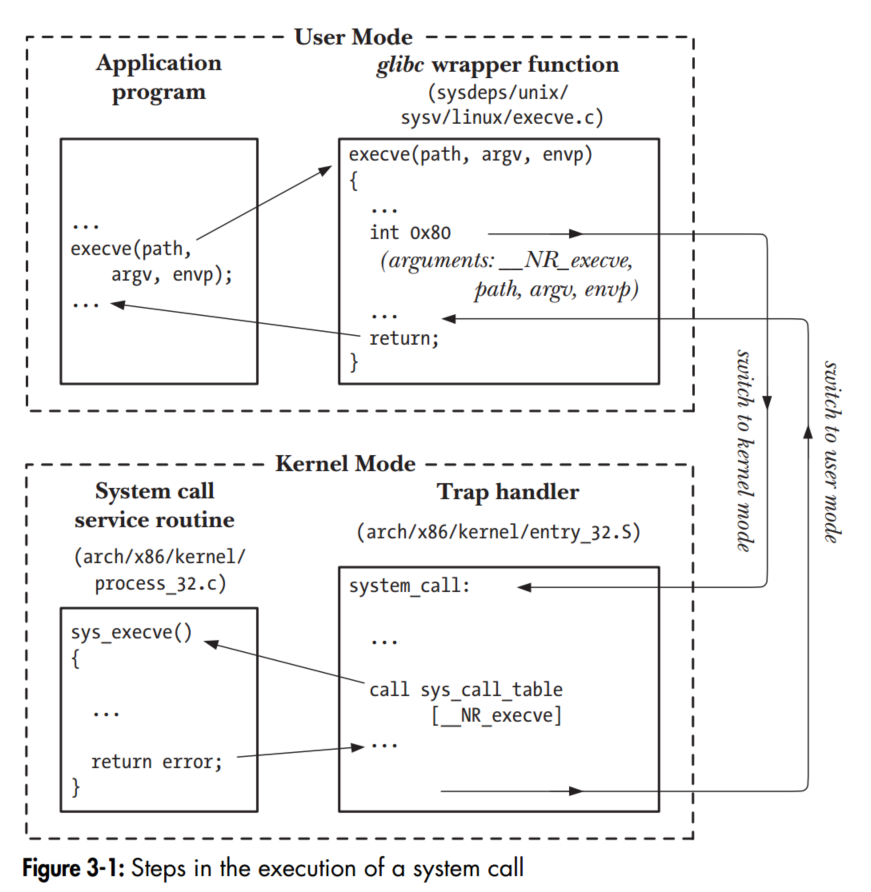 User Mode
Application
program
glibc wrapper function
(sysdeps/unix/
sysv/linux/execve.c)
...
execve(path,
argv, envp);
...
execve(path, argv, envp)
{
...
int 0x80
(arguments: __NR_execve,
path, argv, envp)
...
return;
}
switch to kernel mode
switch to user mode
Kernel Mode
System call
service routine
(arch/x86/kernel/
process_32.c)
Trap handler
(arch/x86/kernel/entry_32.S)
sys_execve()
{
...
return error;
}
system_call:
...
call sys_call_table
[__NR_execve]
...
Figure 3-1: Steps in the execution of a system call